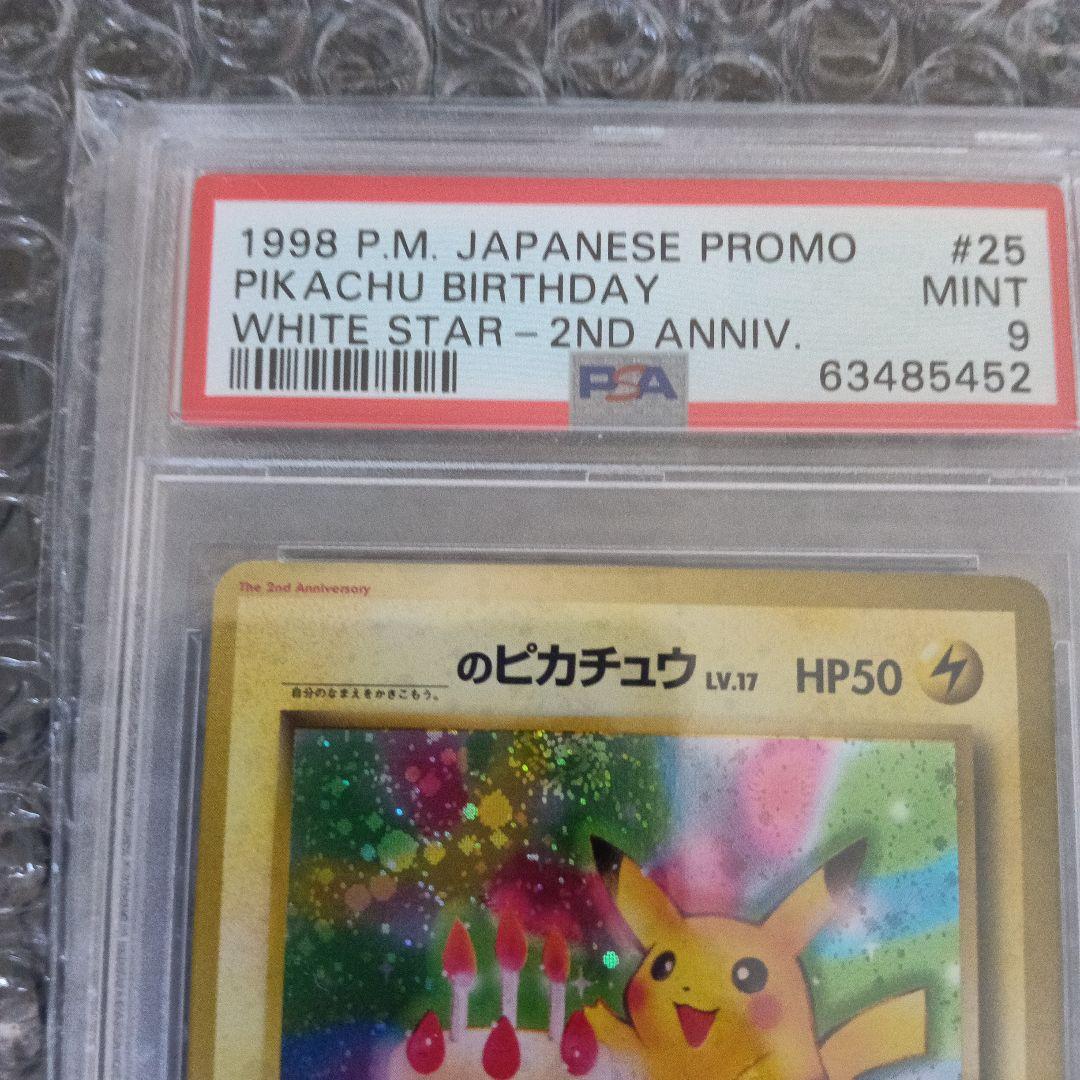 1998 P.M. JAPANESE PROMO #25
PIKACHU BIRTHDAY MINT
WHITE STAR - 2ND ANNIV. 9
PSA 63485452
The 2nd Anniversary
のピカチュウ LV.17 HP50
自分のなまえをかきこもう。